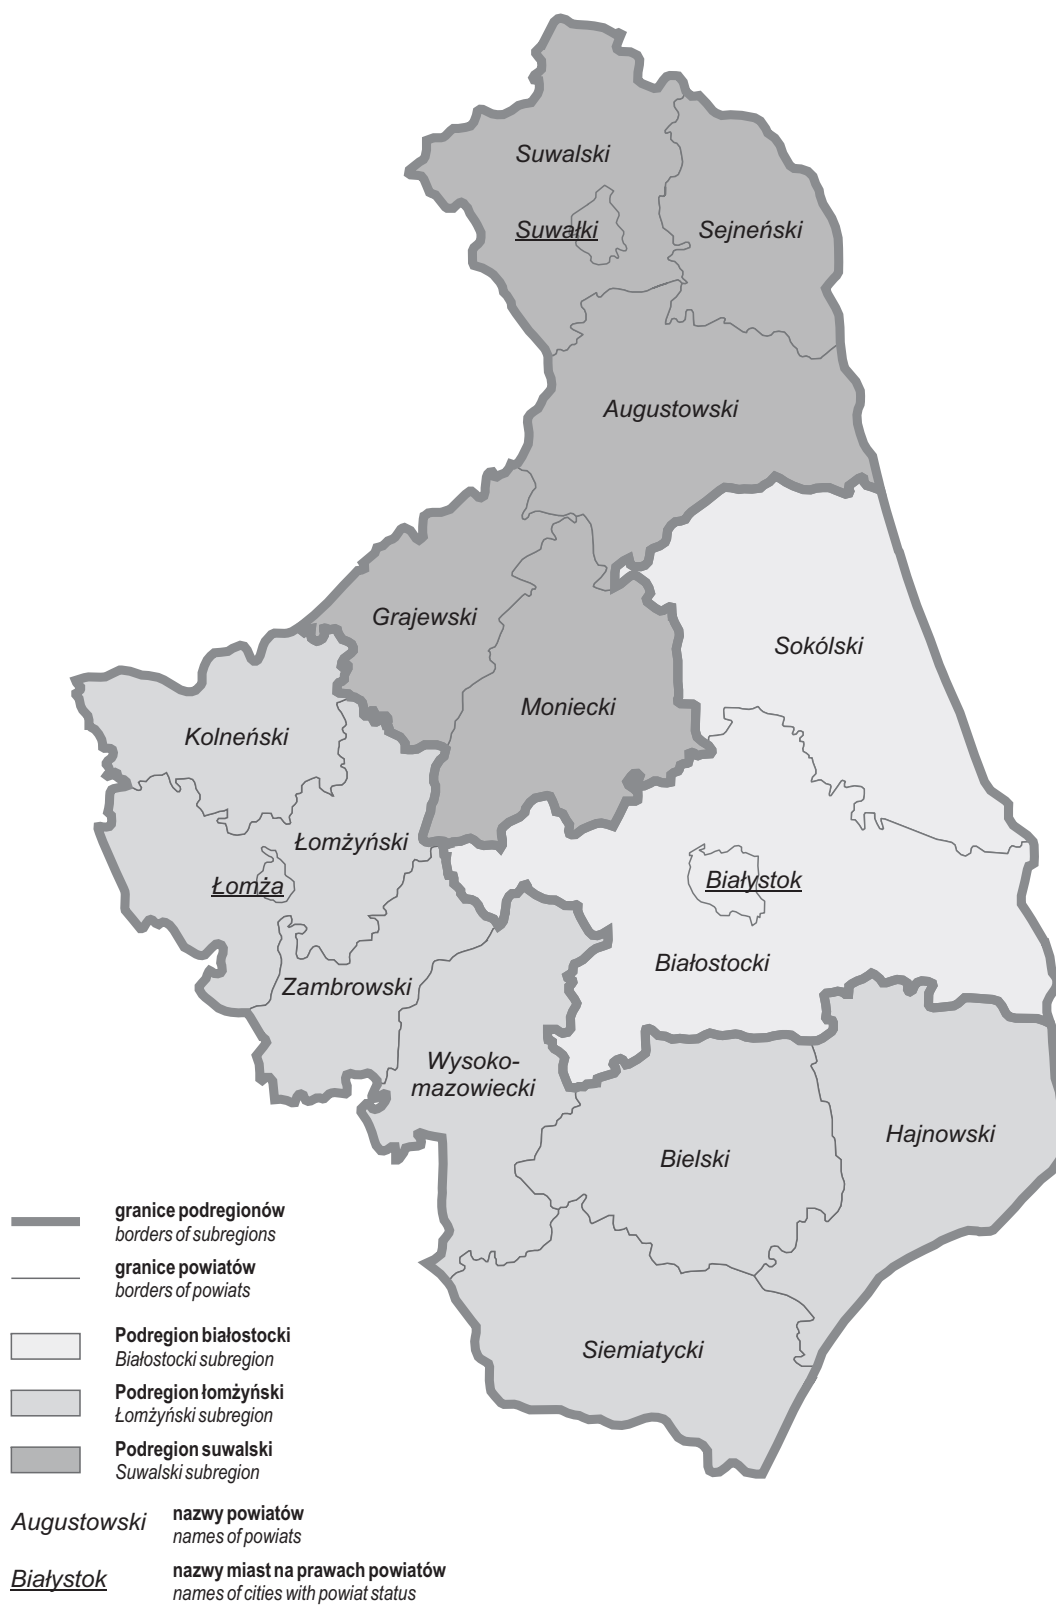 Suwalski
Suwałki
Sejneński
Augustowski
Grajewski
Sokólski
Moniecki
Kolneński
Łomżyński
Łomża
Białystok
Białostocki
Zambrowski
Wysoko-
mazowiecki
Hajnowski
Bielski
Siemiatycki
granice podregionów
borders of subregions
granice powiatów
borders of powiats
Podregion białostocki
Białostocki subregion
Podregion łomżyński
Łomżyński subregion
Podregion suwalski
Suwalski subregion
Augustowski
nazwy powiatów
names of powiats
Białystok
nazwy miast na prawach powiatów
names of cities with powiat status